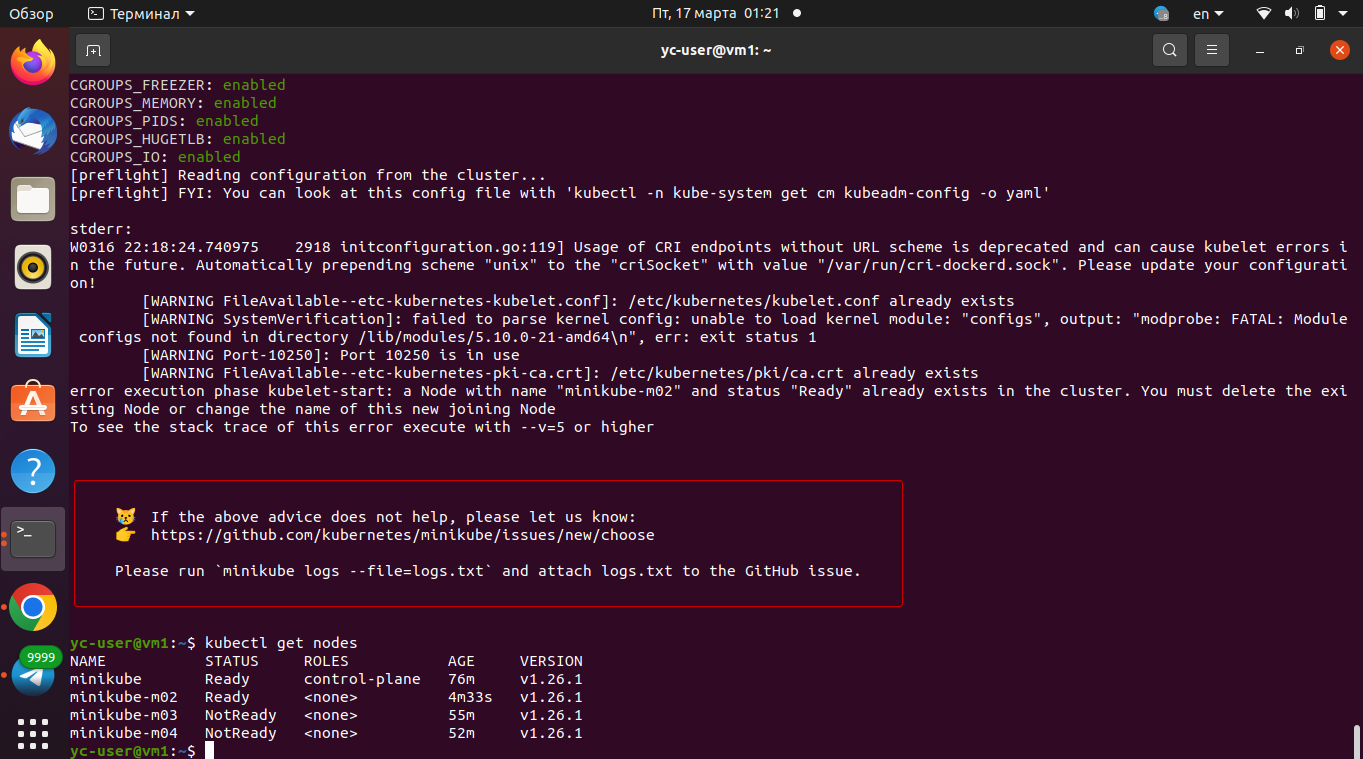 Обзор
Терминал
Пт, 17 марта 01:21
en
yc-user@vm1: ~
CGROUPS_FREEZER: enabled
CGROUPS_MEMORY: enabled
CGROUPS_PIDS: enabled
CGROUPS_HUGETLB: enabled
CGROUPS_IO: enabled
[preflight] Reading configuration from the cluster...
[preflight] FYI: You can look at this config file with 'kubectl -n kube-system get cm kubeadm-config -o yaml'
stderr:
W0316 22:18:24.740975    2918 initconfiguration.go:119] Usage of CRI endpoints without URL scheme is deprecated and can cause kubelet errors i
n the future. Automatically prepending scheme "unix" to the "criSocket" with value "/var/run/cri-dockerd.sock". Please update your configurati
on!
[WARNING FileAvailable--etc-kubernetes-kubelet.conf]: /etc/kubernetes/kubelet.conf already exists
[WARNING SystemVerification]: failed to parse kernel config: unable to load kernel module: "configs", output: "modprobe: FATAL: Module
configs not found in directory /lib/modules/5.10.0-21-amd64\n", err: exit status 1
[WARNING Port-10250]: Port 10250 is in use
[WARNING FileAvailable--etc-kubernetes-pki-ca.crt]: /etc/kubernetes/pki/ca.crt already exists
error execution phase kubelet-start: a Node with name "minikube-m02" and status "Ready" already exists in the cluster. You must delete the exi
sting Node or change the name of this new joining Node
To see the stack trace of this error execute with --v=5 or higher
😿 If the above advice does not help, please let us know:
👉 https://github.com/kubernetes/minikube/issues/new/choose
Please run `minikube logs --file=logs.txt` and attach logs.txt to the GitHub issue.
yc-user@vm1:~$ kubectl get nodes
NAME           STATUS     ROLES           AGE     VERSION
minikube       Ready      control-plane   76m     v1.26.1
minikube-m02   Ready      <none>          4m33s   v1.26.1
minikube-m03   NotReady   <none>          55m     v1.26.1
minikube-m04   NotReady   <none>          52m     v1.26.1
yc-user@vm1:~$
9999